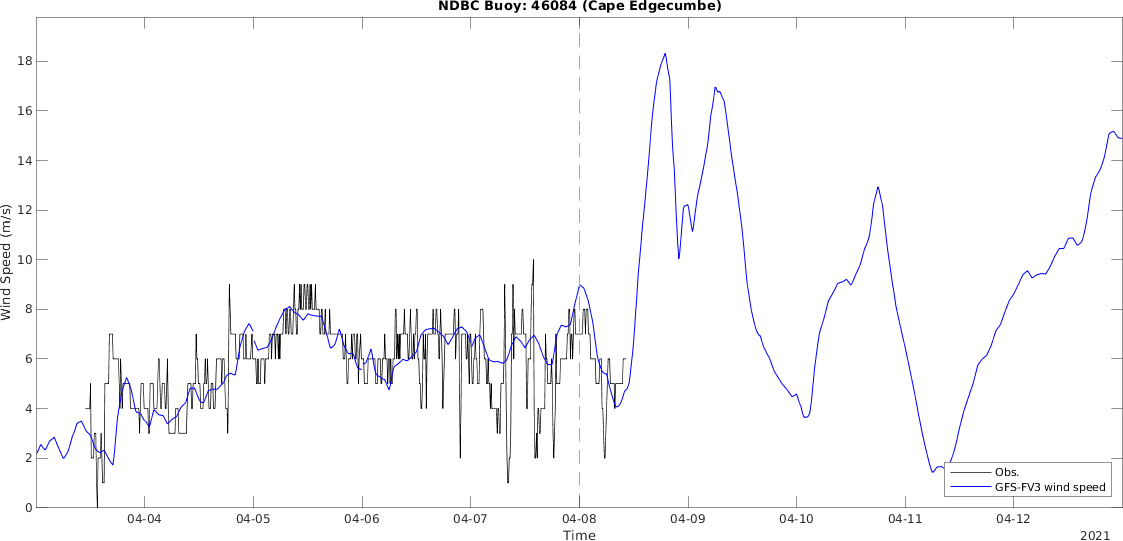 NDBC Buoy: 46084 (Cape Edgecumbe)
Wind Speed (m/s)
18
16
14
12
10
8
6
4
2
0
Obs.
GFS-FV3 wind speed
04-04 04-05 04-06 04-07 04-08 04-09 04-10 04-11 04-12
Time
2021